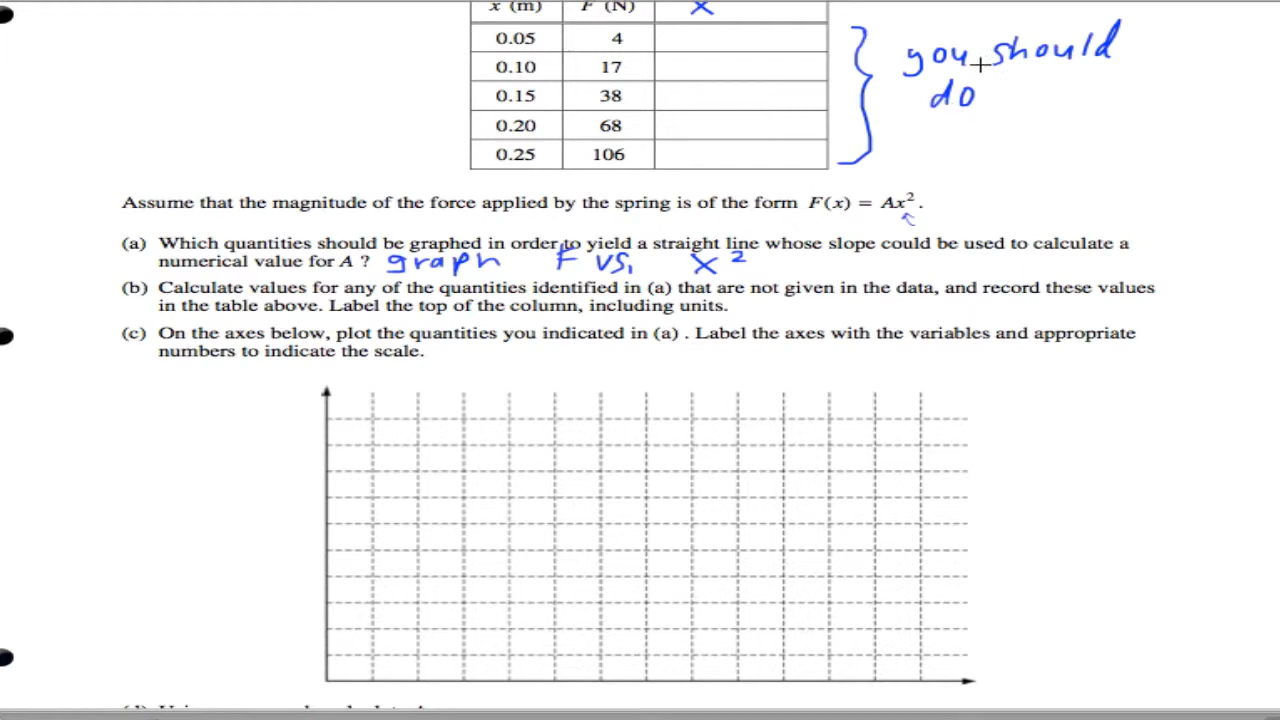 x (m) F (N) x
0.05 4
0.10 17
0.15 38
0.20 68
0.25 106
you should
do
Assume that the magnitude of the force applied by the spring is of the form F(x) = Ax².
(a) Which quantities should be graphed in order to yield a straight line whose slope could be used to calculate a
numerical value for A ? graph F vs. x²
(b) Calculate values for any of the quantities identified in (a) that are not given in the data, and record these values
in the table above. Label the top of the column, including units.
(c) On the axes below, plot the quantities you indicated in (a) . Label the axes with the variables and appropriate
numbers to indicate the scale.